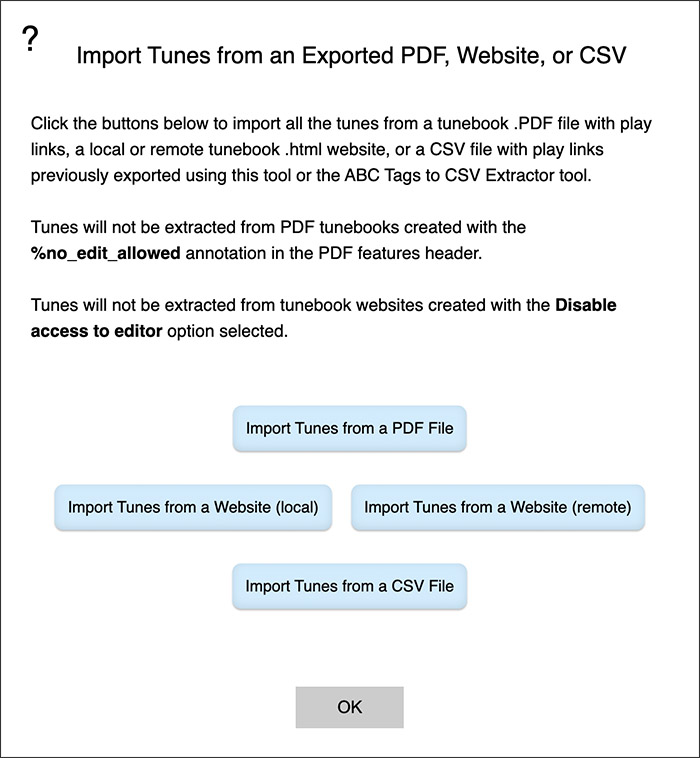 ?
Import Tunes from an Exported PDF, Website, or CSV
Click the buttons below to import all the tunes from a tunebook .PDF file with play
links, a local or remote tunebook .html website, or a CSV file with play links
previously exported using this tool or the ABC Tags to CSV Extractor tool.
Tunes will not be extracted from PDF tunebooks created with the
%no_edit_allowed annotation in the PDF features header.
Tunes will not be extracted from tunebook websites created with the Disable
access to editor option selected.
Import Tunes from a PDF File
Import Tunes from a Website (local)
Import Tunes from a Website (remote)
Import Tunes from a CSV File
OK